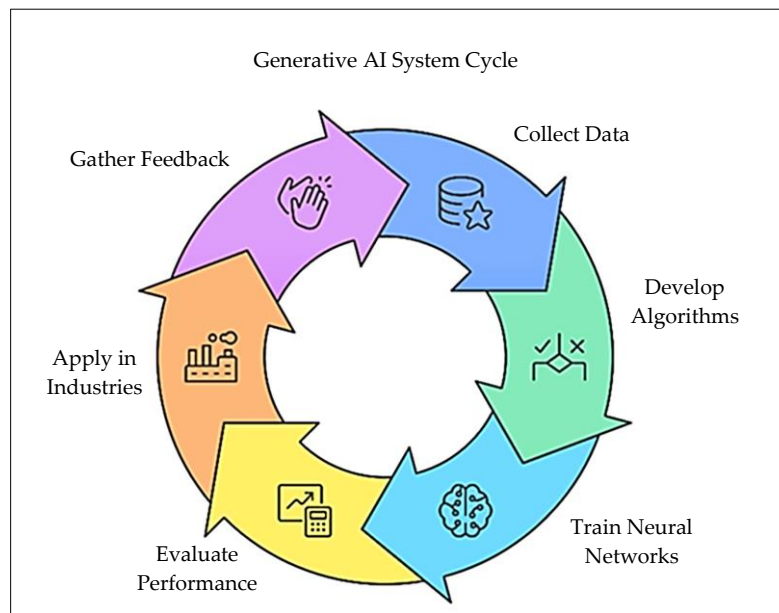 Generative AI System Cycle
Collect Data
Develop
Algorithms
Train Neural
Networks
Evaluate
Performance
Apply in
Industries
Gather Feedback